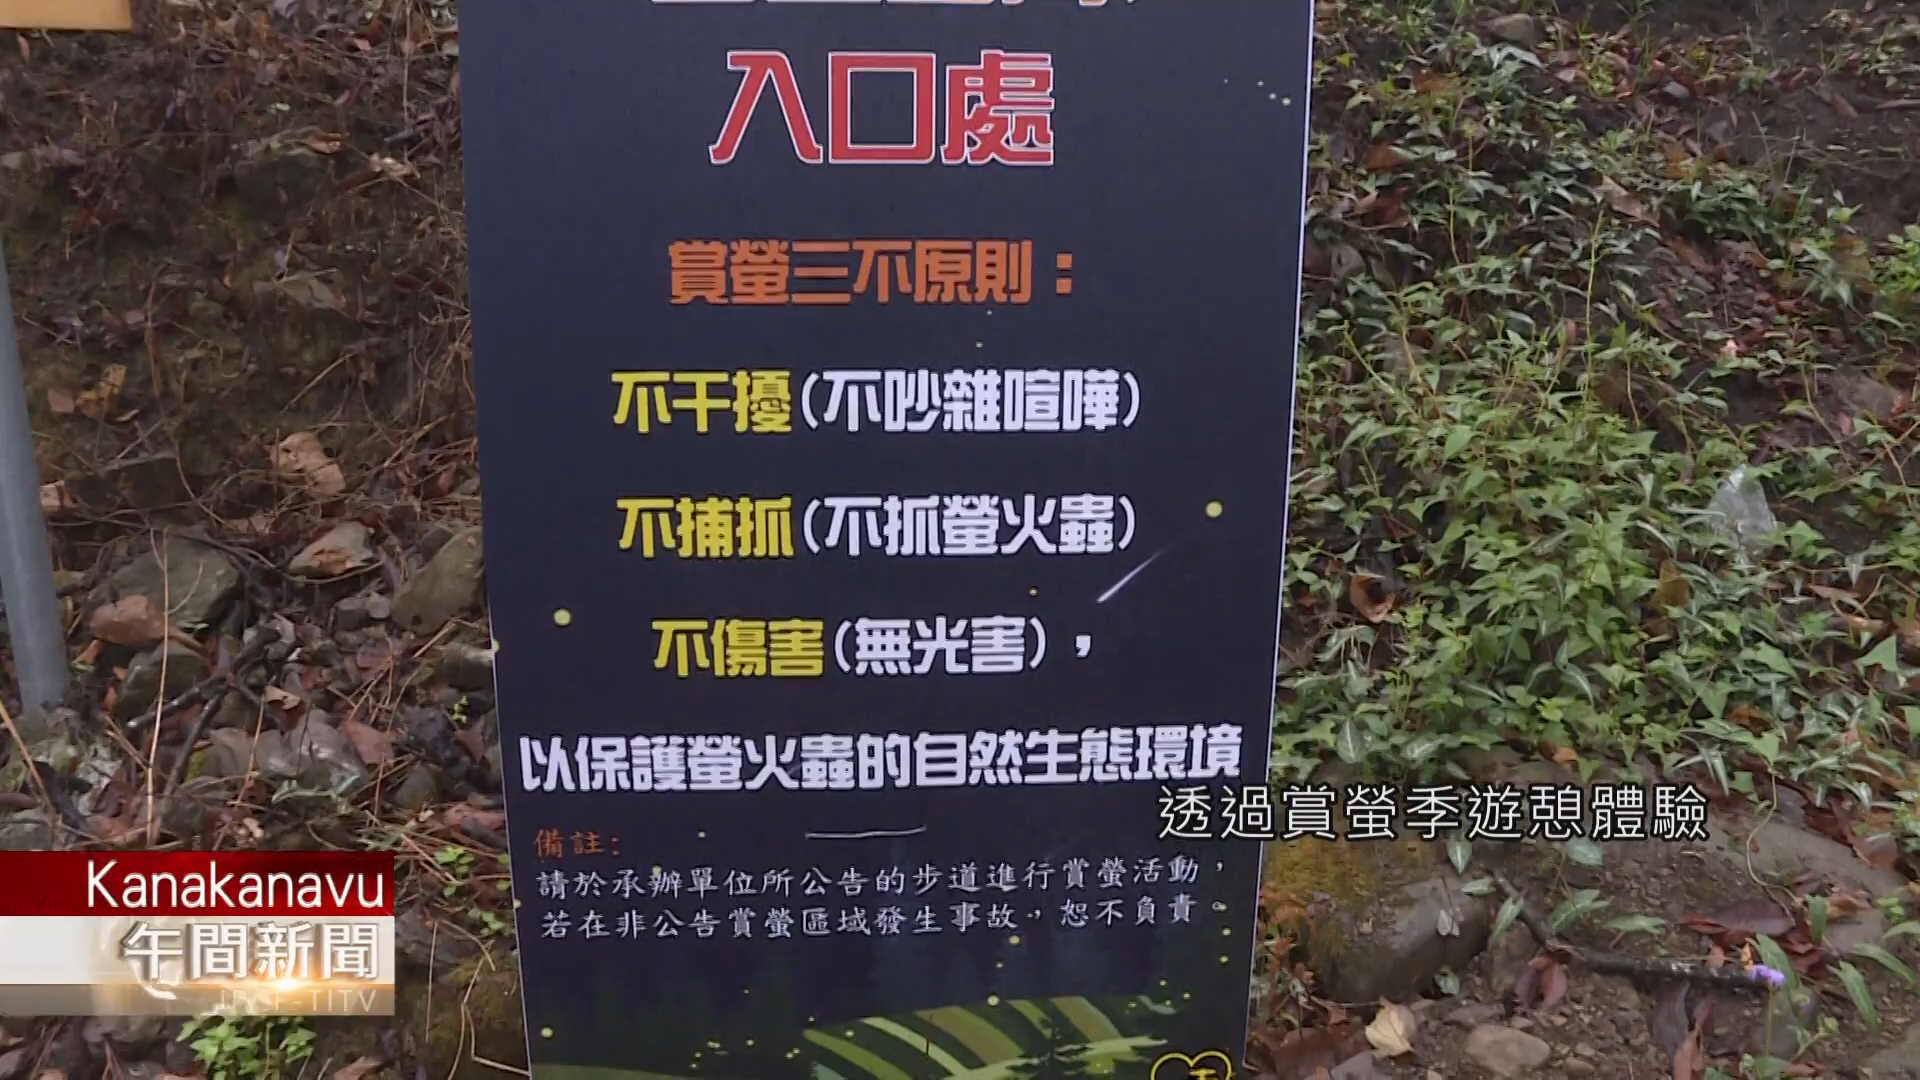 入口處
賞螢三不原則：
不干擾(不吵雜喧嘩)
不捕抓(不抓螢火蟲)
不傷害(無光害)，
以保護螢火蟲的自然生態環境
透過賞螢季遊憩體驗
備註：
請於承辦單位所公告的步道進行賞螢活動，
若在非公告賞螢區域發生事故，恕不負責。
Kanakanavu
午間新聞